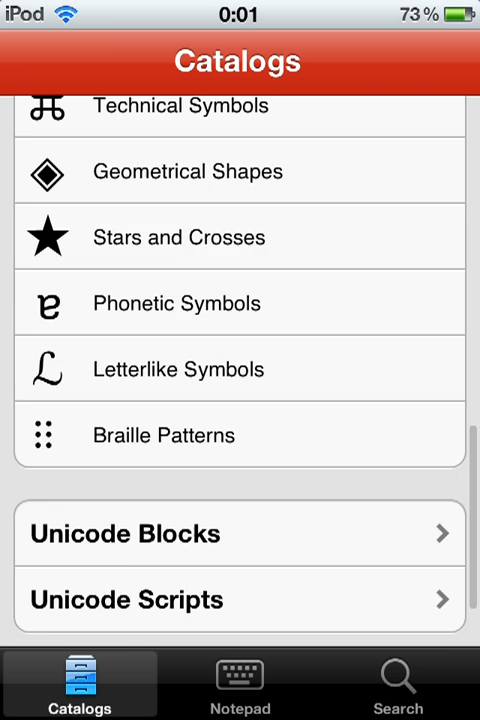 iPod 0:01 73%
Catalogs
⌘ Technical Symbols
◈ Geometrical Shapes
★ Stars and Crosses
ɐ Phonetic Symbols
ℒ Letterlike Symbols
⠿ Braille Patterns
Unicode Blocks
Unicode Scripts
Catalogs Notepad Search